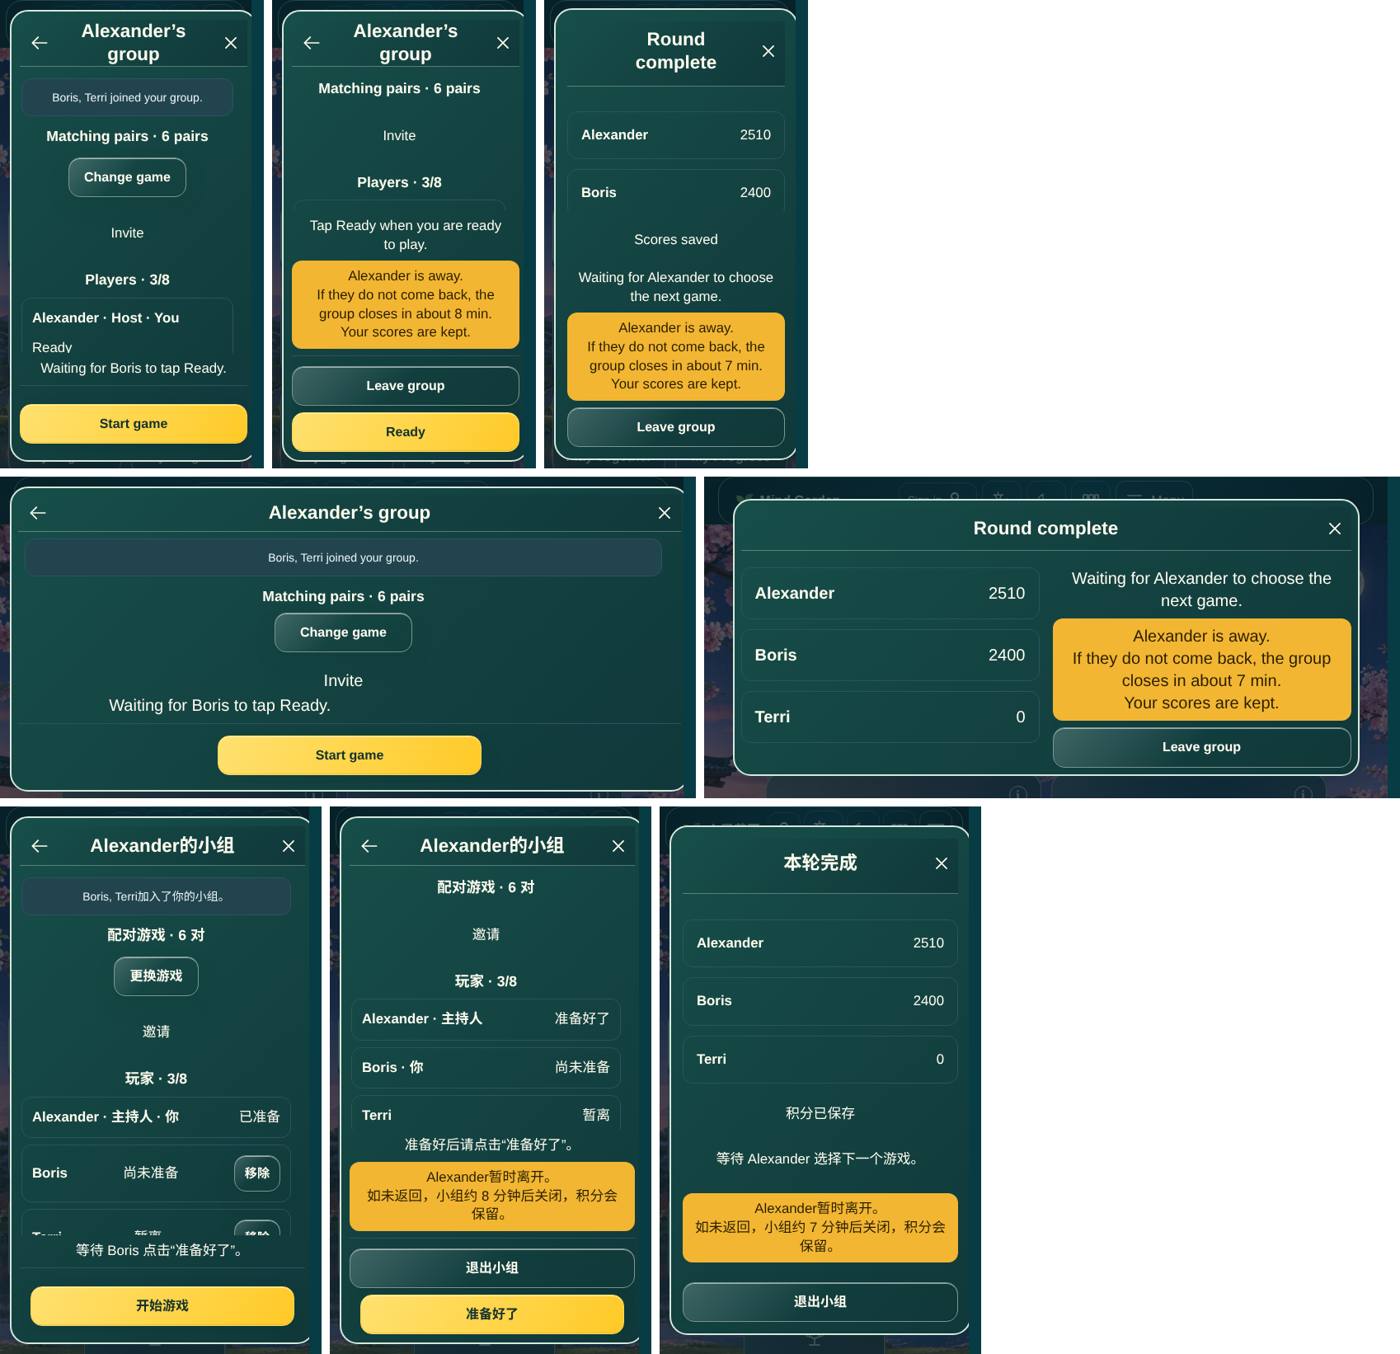 Alexander’s
group
Boris, Terri joined your group.
Matching pairs · 6 pairs
Change game
Invite
Players · 3/8
Alexander · Host · You
Ready
Waiting for Boris to tap Ready.
Start game
Alexander’s
group
Matching pairs · 6 pairs
Invite
Players · 3/8
Tap Ready when you are ready
to play.
Alexander is away.
If they do not come back, the
group closes in about 8 min.
Your scores are kept.
Leave group
Ready
Round
complete
Alexander 2510
Boris 2400
Scores saved
Waiting for Alexander to choose
the next game.
Alexander is away.
If they do not come back, the
group closes in about 7 min.
Your scores are kept.
Leave group
Alexander’s group
Boris, Terri joined your group.
Matching pairs · 6 pairs
Change game
Invite
Waiting for Boris to tap Ready.
Start game
Round complete
Alexander 2510
Boris 2400
Terri 0
Waiting for Alexander to choose the
next game.
Alexander is away.
If they do not come back, the group
closes in about 7 min.
Your scores are kept.
Leave group
Alexander的小组
Boris, Terri加入了你的小组。
配对游戏 · 6 对
更换游戏
邀请
玩家 · 3/8
Alexander · 主持人 · 你 已准备
Boris 尚未准备 移除
Terri 暂离 移除
等待 Boris 点击“准备好了”。
开始游戏
Alexander的小组
配对游戏 · 6 对
邀请
玩家 · 3/8
Alexander · 主持人 准备好了
Boris · 你 尚未准备
Terri 暂离
准备好后请点击“准备好了”。
Alexander暂时离开。
如未返回，小组约 8 分钟后关闭，积分会
保留。
退出小组
准备好了
本轮完成
Alexander 2510
Boris 2400
Terri 0
积分已保存
等待 Alexander 选择下一个游戏。
Alexander暂时离开。
如未返回，小组约 7 分钟后关闭，积分会
保留。
退出小组